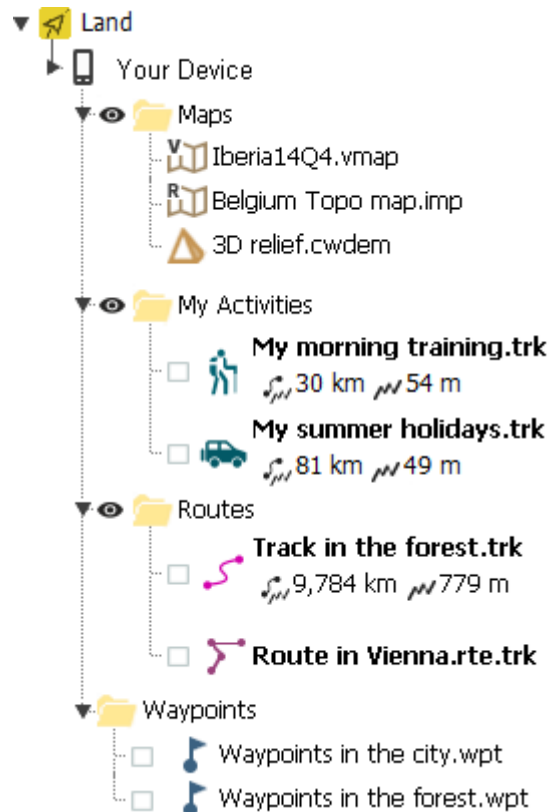 Land
Your Device
Maps
V Iberia14Q4.vmap
R Belgium Topo map.imp
3D relief.cwdem
My Activities
My morning training.trk
30 km 54 m
My summer holidays.trk
81 km 49 m
Routes
Track in the forest.trk
9,784 km 779 m
Route in Vienna.rte.trk
Waypoints
Waypoints in the city.wpt
Waypoints in the forest.wpt